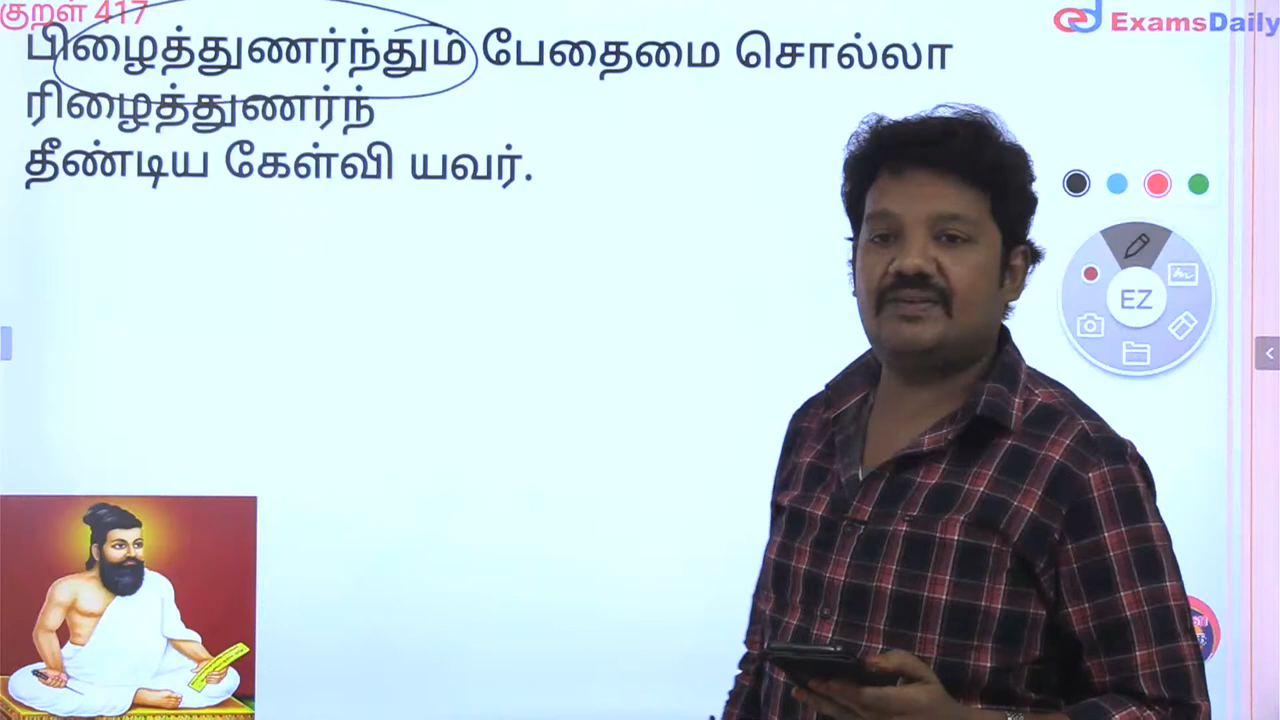 குறள் 417
ExamsDaily
பிழைத்துணர்ந்தும் பேதைமை சொல்லா
ரிழைத்துணர்ந்
தீண்டிய கேள்வி யவர்.
EZ